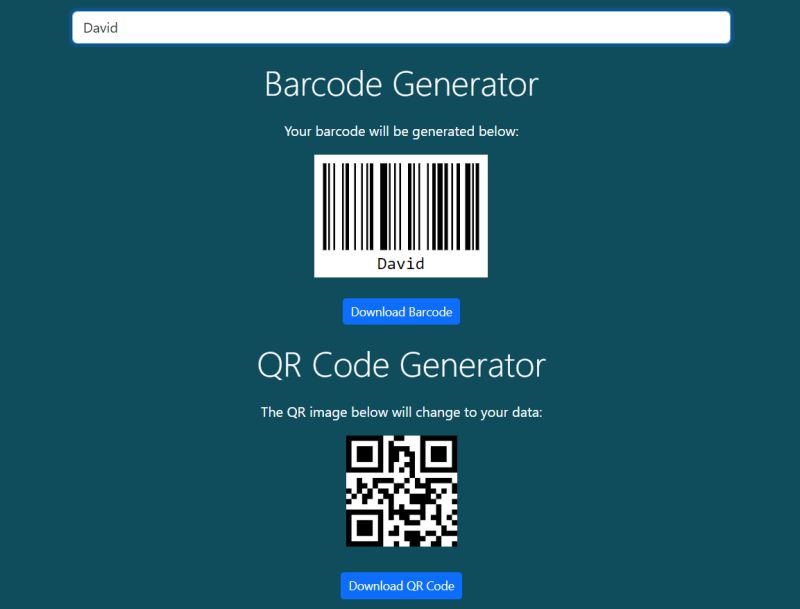 David
Barcode Generator
Your barcode will be generated below:
David
Download Barcode
QR Code Generator
The QR image below will change to your data:
Download QR Code